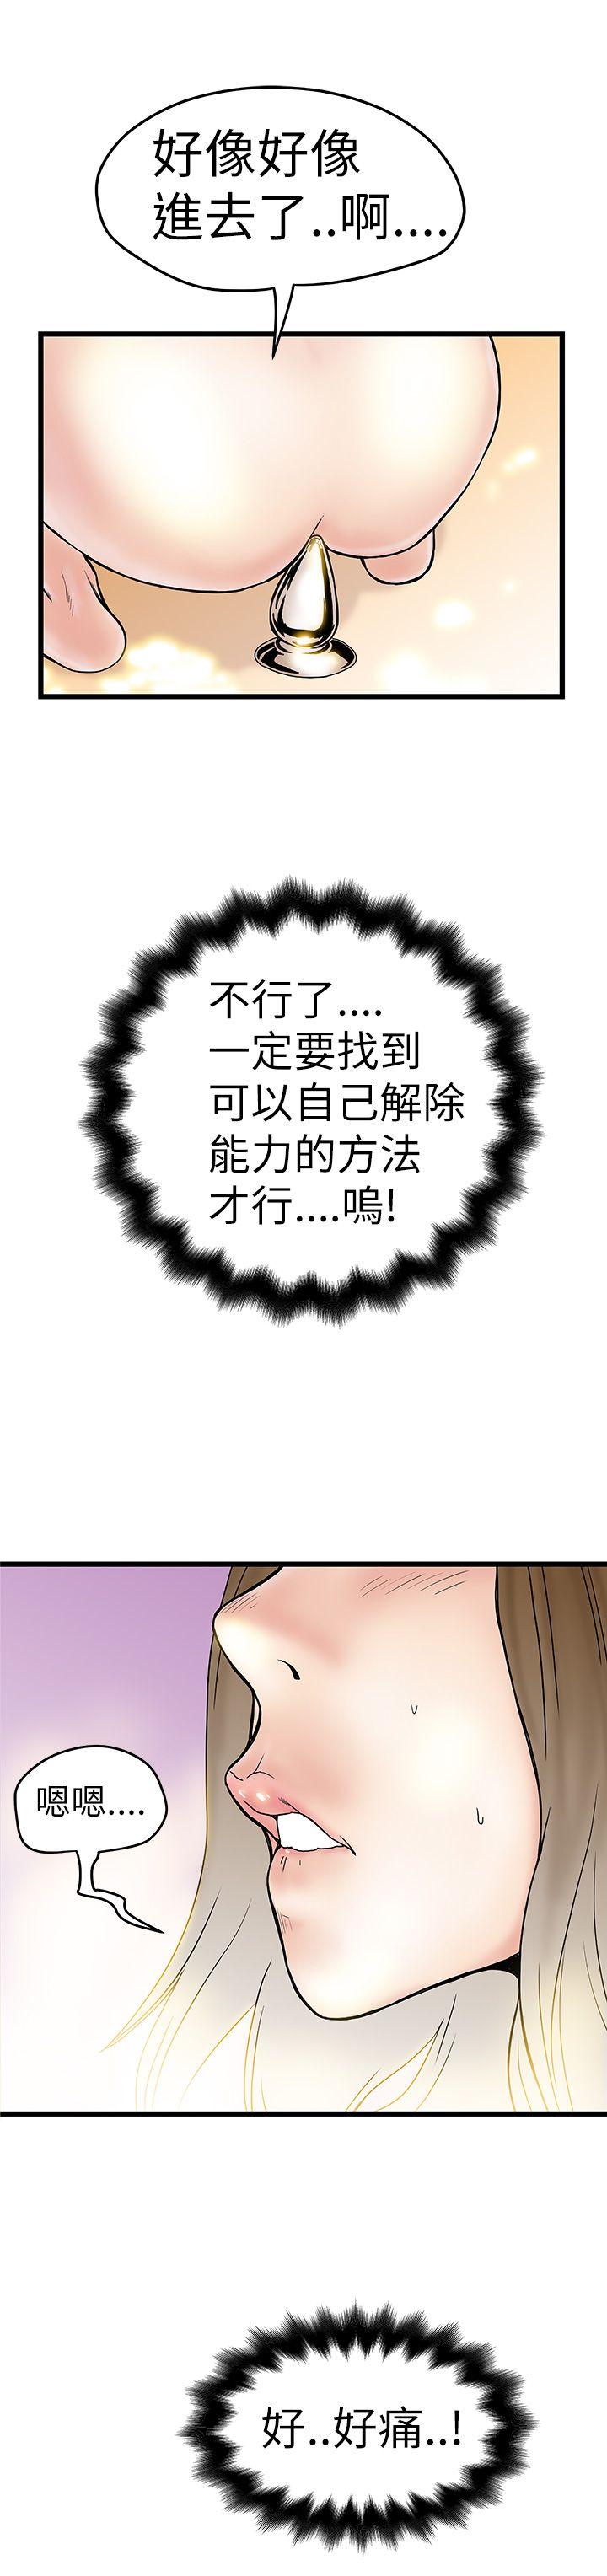 好像好像
進去了..啊....
不行了....
一定要找到
可以自己解除
能力的方法
才行....嗚!
嗯嗯....
好..好痛..!